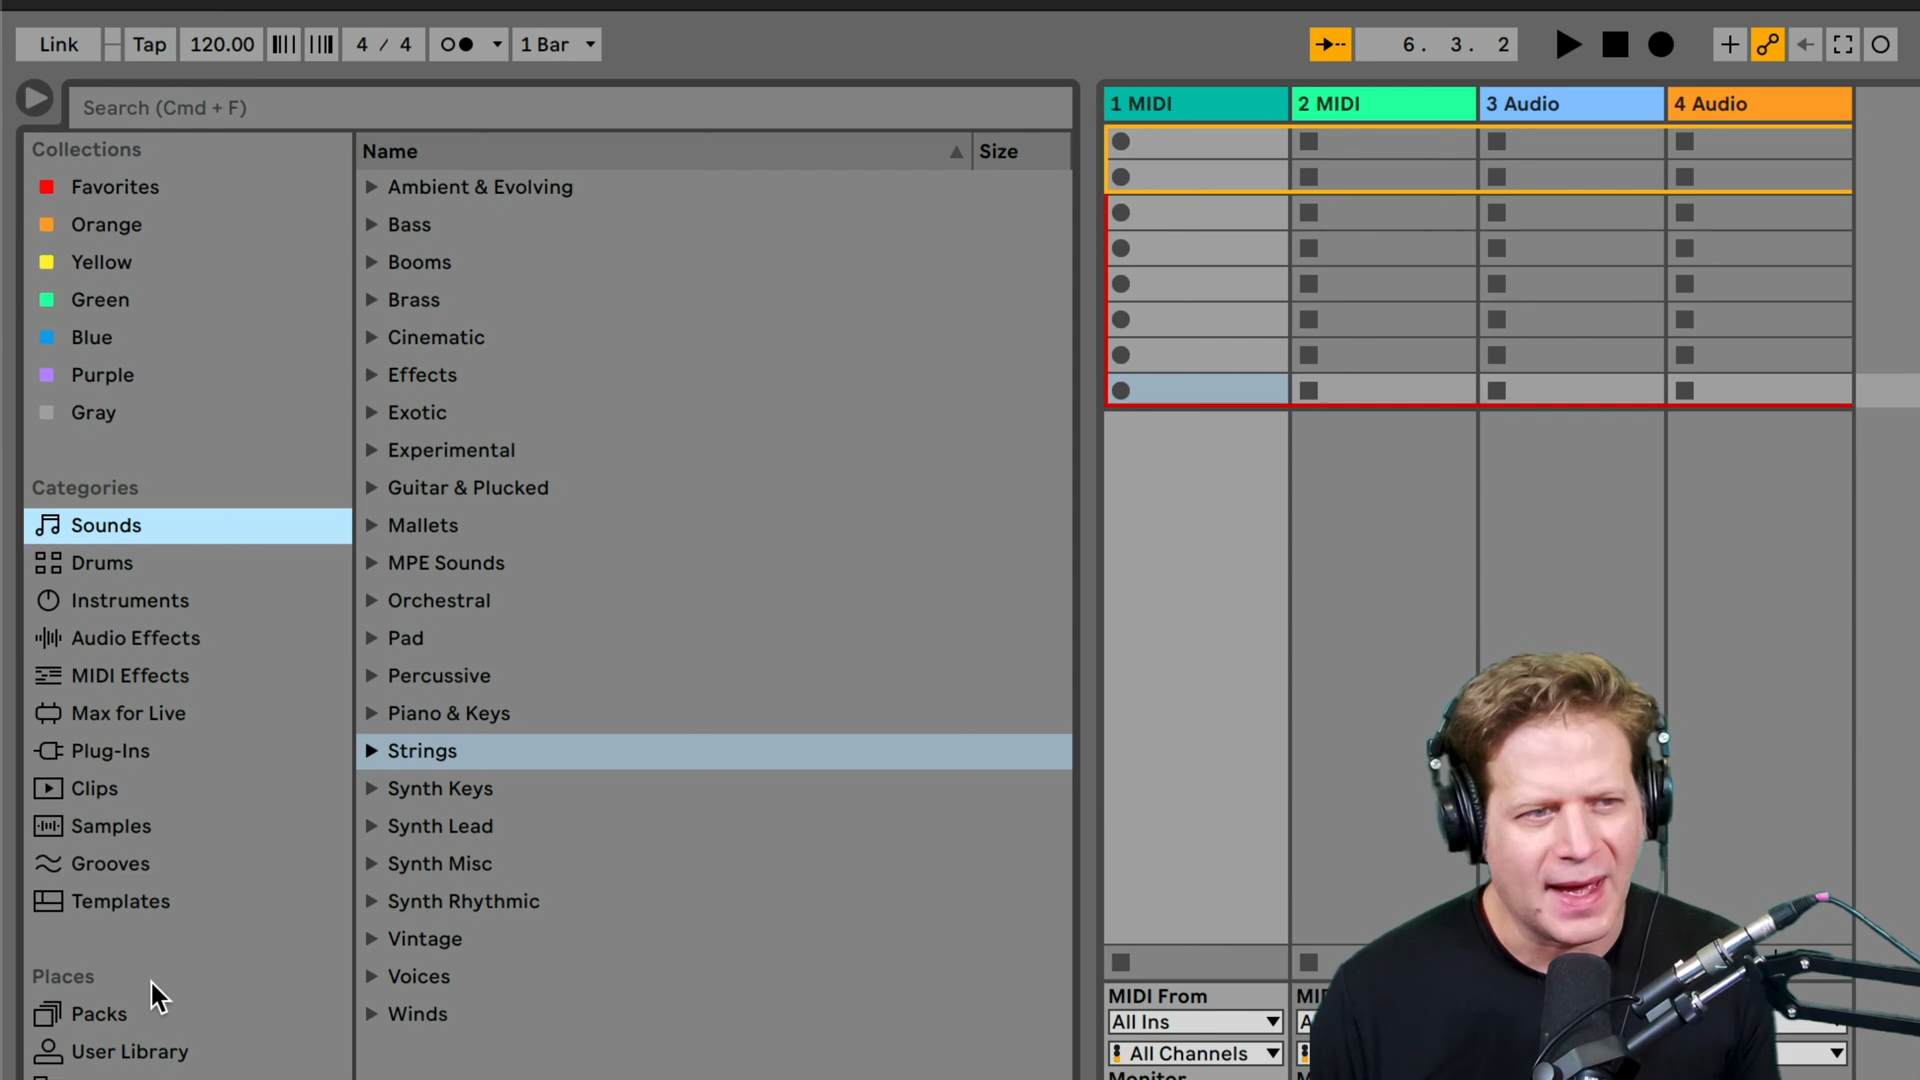 Link Tap 120.00 4 / 4 1 Bar 6. 3. 2
Search (Cmd + F)
Collections
Favorites
Orange
Yellow
Green
Blue
Purple
Gray
Categories
Sounds
Drums
Instruments
Audio Effects
MIDI Effects
Max for Live
Plug-Ins
Clips
Samples
Grooves
Templates
Places
Packs
User Library
Name Size
Ambient & Evolving
Bass
Booms
Brass
Cinematic
Effects
Exotic
Experimental
Guitar & Plucked
Mallets
MPE Sounds
Orchestral
Pad
Percussive
Piano & Keys
Strings
Synth Keys
Synth Lead
Synth Misc
Synth Rhythmic
Vintage
Voices
Winds
1 MIDI 2 MIDI 3 Audio 4 Audio
MIDI From
All Ins
All Channels
Monitor